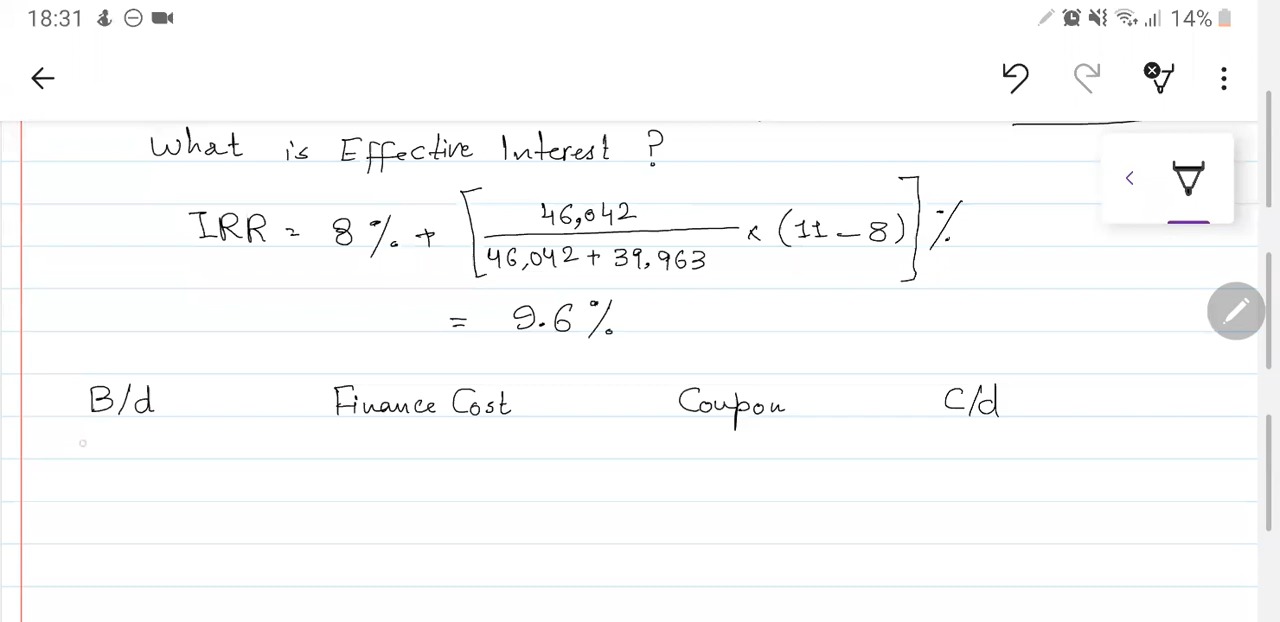 18:31 14%
What is Effective Interest ?
IRR = 8 % + [ 46,042 / 46,042 + 39,963 × (11 - 8) ] %
= 9.6 %
B/d Finance Cost Coupon C/d